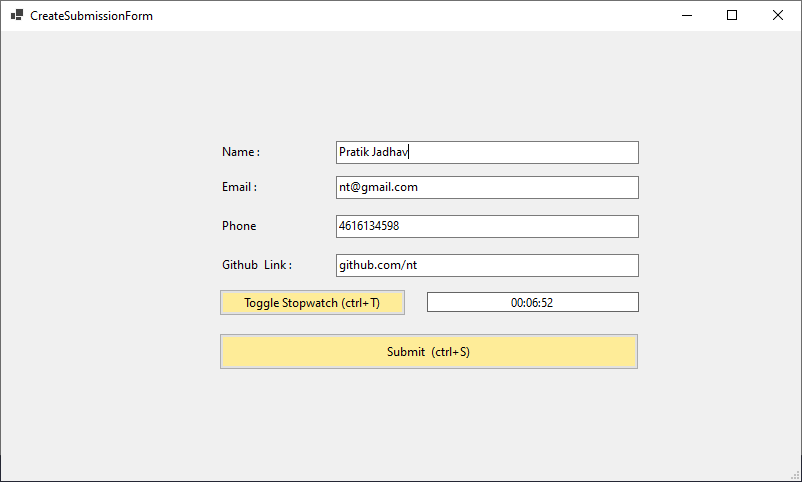 CreateSubmissionForm
Name : Pratik Jadhav
Email : nt@gmail.com
Phone 4616134598
Github Link : github.com/nt
Toggle Stopwatch (ctrl+T) 00:06:52
Submit (ctrl+S)